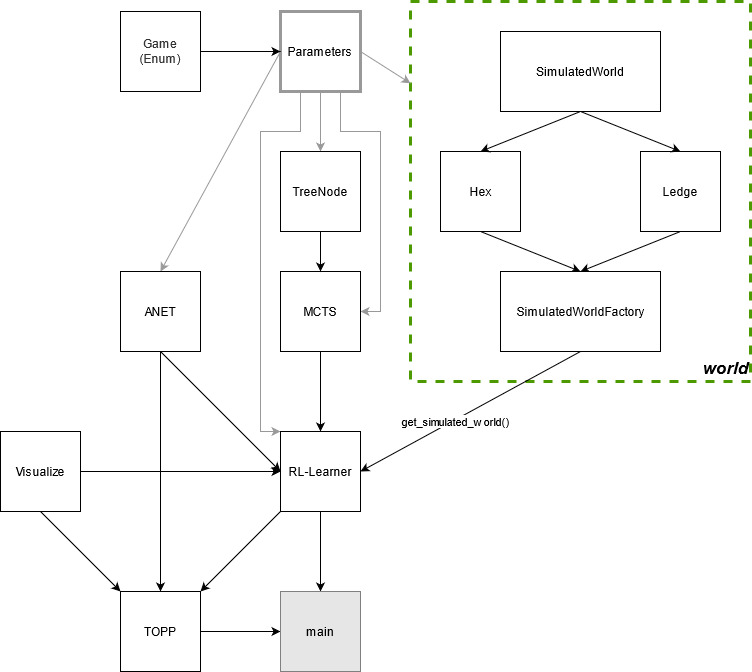 Game
(Enum)
Parameters
SimulatedWorld
TreeNode
Hex
Ledge
ANET
MCTS
SimulatedWorldFactory
world
get_simulated_world()
Visualize
RL-Learner
TOPP
main